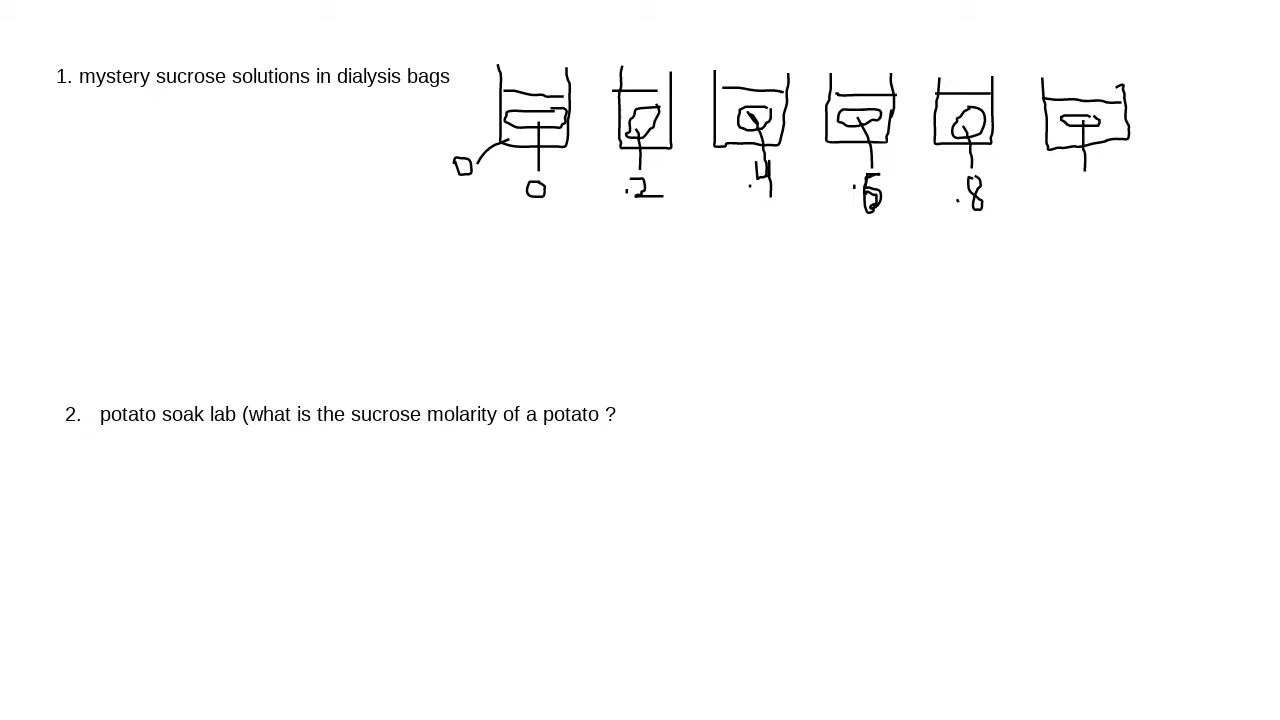 1. mystery sucrose solutions in dialysis bags
0
0 .2 .4 .6 .8
2. potato soak lab (what is the sucrose molarity of a potato ?